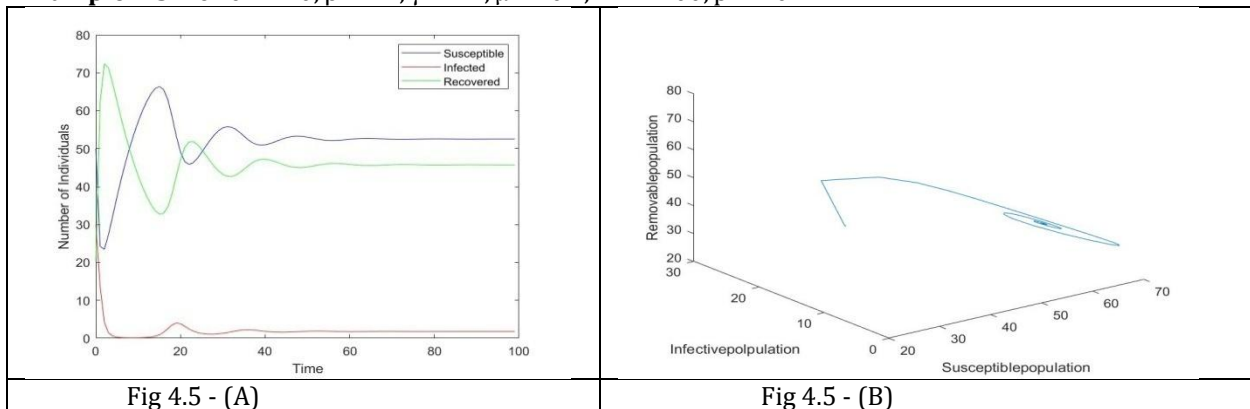 80
70
60
50
40
30
20
10
0
Number of Individuals
0 20 40 60 80 100
Time
Susceptible
Infected
Recovered
80
70
60
50
40
30
20
Removablepopulation
30
20
10
0
Infectivepolpulation
20
30
40
50
60
70
Susceptiblepopulation
Fig 4.5 - (A)
Fig 4.5 - (B)